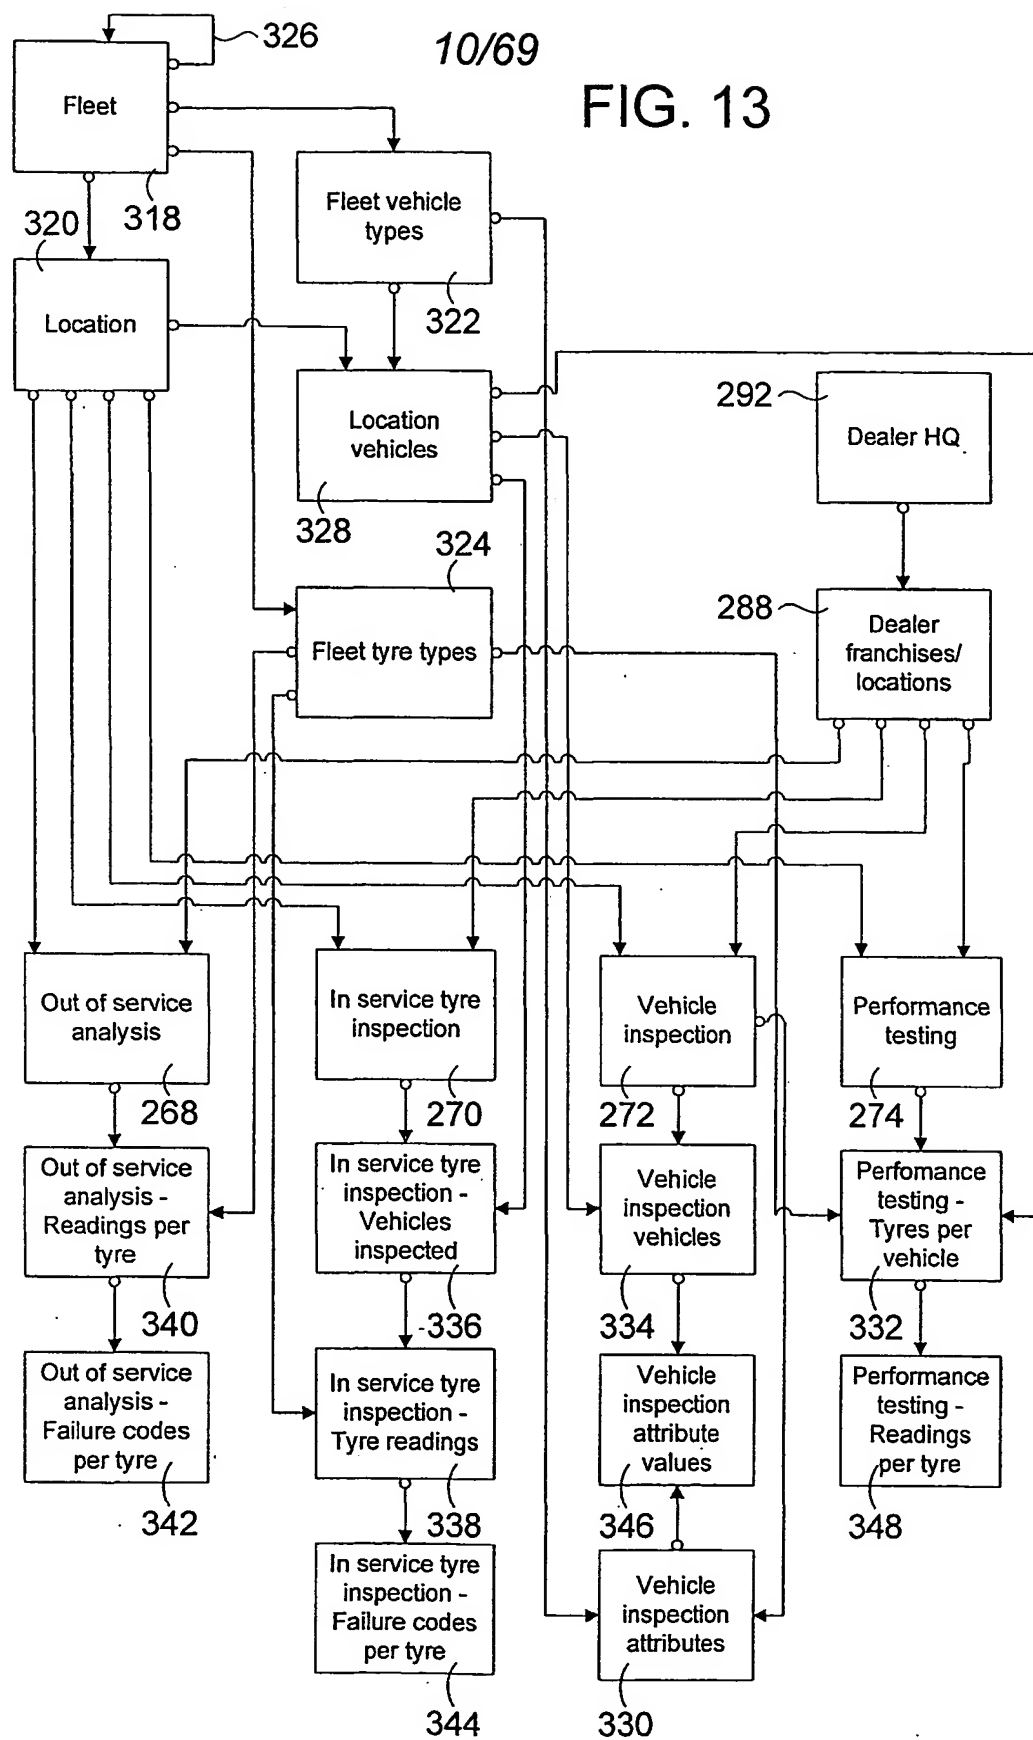 326
10/69
FIG. 13
Fleet
318
320
Fleet vehicle
types
322
Location
Location
vehicles
328
292
Dealer HQ
324
Fleet tyre types
288
Dealer
franchises/
locations
Out of service
analysis
268
In service tyre
inspection
270
Vehicle
inspection
272
Performance
testing
274
Out of service
analysis -
Readings per
tyre
340
In service tyre
inspection -
Vehicles
inspected
336
Vehicle
inspection
vehicles
334
Perfomance
testing -
Tyres per
vehicle
332
Out of service
analysis -
Failure codes
per tyre
342
In service tyre
inspection -
Tyre readings
338
Vehicle
inspection
attribute
values
346
Performance
testing -
Readings
per tyre
348
In service tyre
inspection -
Failure codes
per tyre
344
Vehicle
inspection
attributes
330